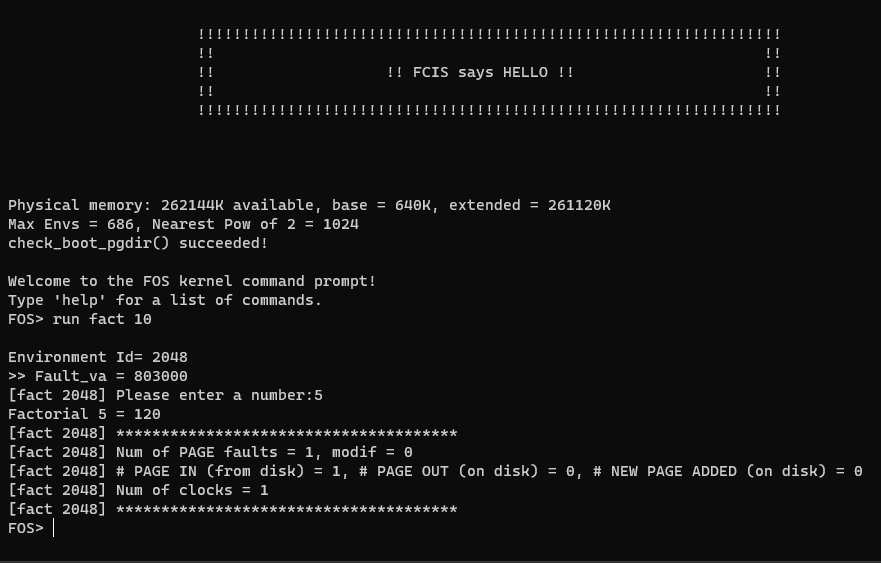 !!!!!!!!!!!!!!!!!!!!!!!!!!!!!!!!!!!!!!!!!!!!!!!!!!!!!!!!!!!!!!!!!
!! !!
!! !! FCIS says HELLO !! !!
!! !!
!!!!!!!!!!!!!!!!!!!!!!!!!!!!!!!!!!!!!!!!!!!!!!!!!!!!!!!!!!!!!!!!!
Physical memory: 262144K available, base = 640K, extended = 261120K
Max Envs = 686, Nearest Pow of 2 = 1024
check_boot_pgdir() succeeded!
Welcome to the FOS kernel command prompt!
Type 'help' for a list of commands.
FOS> run fact 10
Environment Id= 2048
>> Fault_va = 803000
[fact 2048] Please enter a number:5
Factorial 5 = 120
[fact 2048] **************************************
[fact 2048] Num of PAGE faults = 1, modif = 0
[fact 2048] # PAGE IN (from disk) = 1, # PAGE OUT (on disk) = 0, # NEW PAGE ADDED (on disk) = 0
[fact 2048] Num of clocks = 1
[fact 2048] **************************************
FOS>